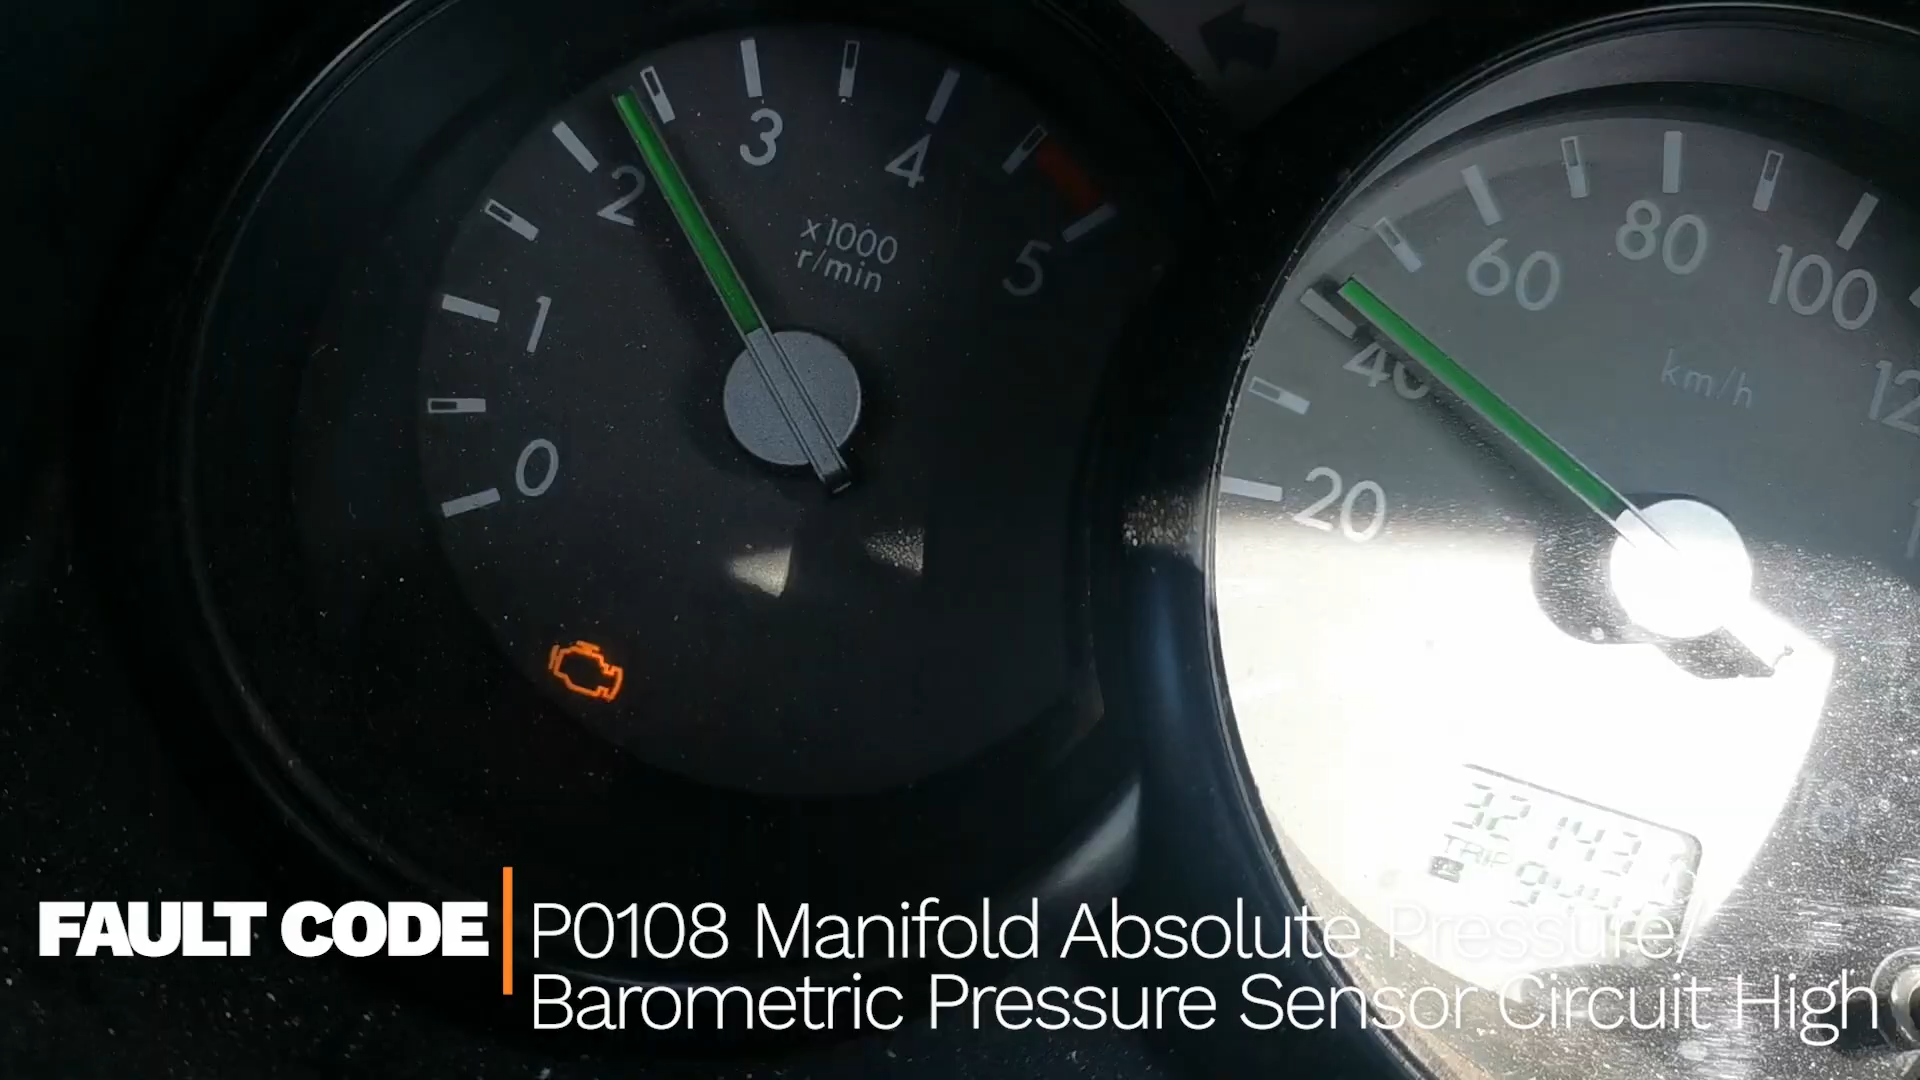 0
1
2
3
4
5
x1000
r/min
20
40
60
80
100
km/h
TRIP
FAULT CODE
P0108 Manifold Absolute Pressure/
Barometric Pressure Sensor Circuit High